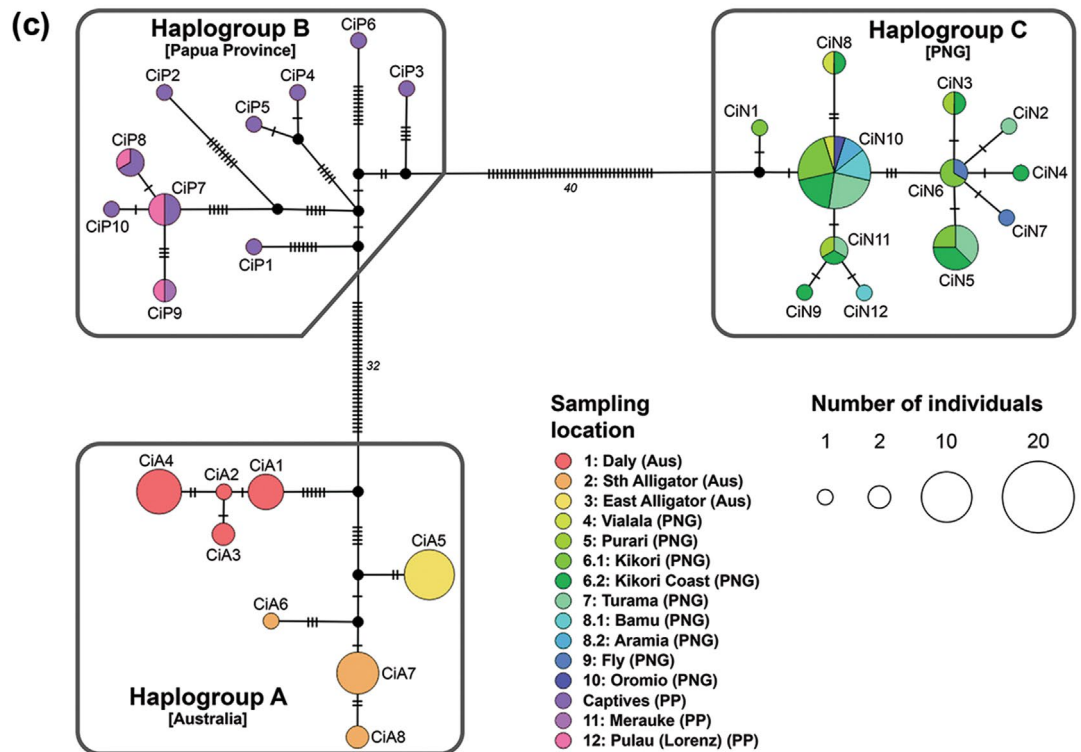 (c)
Haplogroup B
[Papua Province]
CiP6
CiP2
CiP4
CiP3
CiP5
CiP8
CiP7
CiP10
CiP1
CiP9
Haplogroup C
[PNG]
CiN8
CiN3
CiN1
CiN2
CiN10
CiN4
CiN6
CiN7
CiN11
CiN5
CiN9
CiN12
40
32
CiA4
CiA2
CiA1
CiA3
CiA5
CiA6
CiA7
CiA8
Haplogroup A
[Australia]
Sampling
location
1: Daly (Aus)
2: Sth Alligator (Aus)
3: East Alligator (Aus)
4: Vialala (PNG)
5: Purari (PNG)
6.1: Kikori (PNG)
6.2: Kikori Coast (PNG)
7: Turama (PNG)
8.1: Bamu (PNG)
8.2: Aramia (PNG)
9: Fly (PNG)
10: Oromio (PNG)
Captives (PP)
11: Merauke (PP)
12: Pulau (Lorenz) (PP)
Number of individuals
1 2 10 20